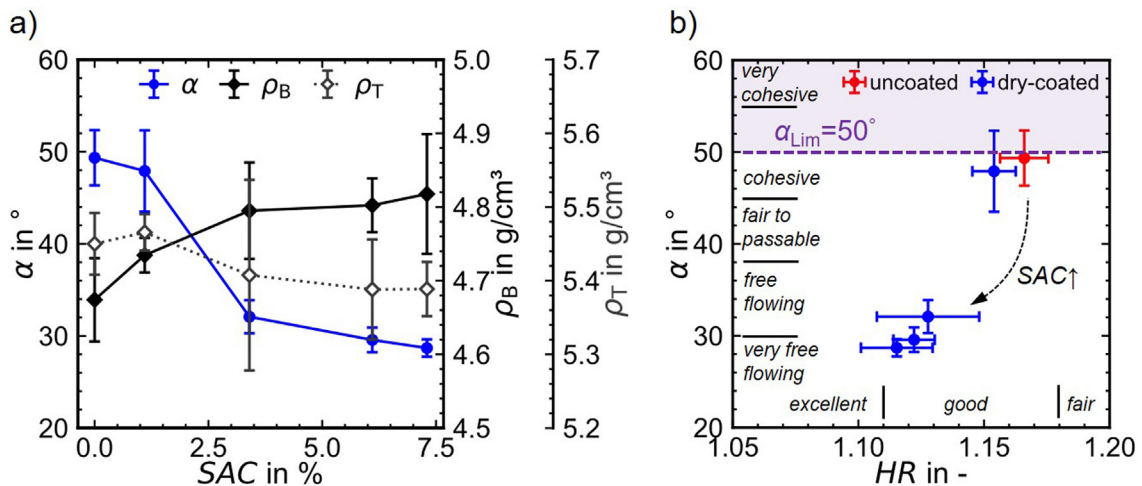 a)
α ρB ρT
60
50
40
30
20
α in °
0.0 2.5 5.0 7.5
SAC in %
5.0
4.9
4.8
4.7
4.6
4.5
ρB in g/cm³
5.7
5.6
5.5
5.4
5.3
5.2
ρT in g/cm³
b)
uncoated dry-coated
very
cohesive
αLim=50°
cohesive
fair to
passable
free
flowing
very free
flowing
SAC↑
excellent good fair
60
50
40
30
20
α in °
1.05 1.10 1.15 1.20
HR in -